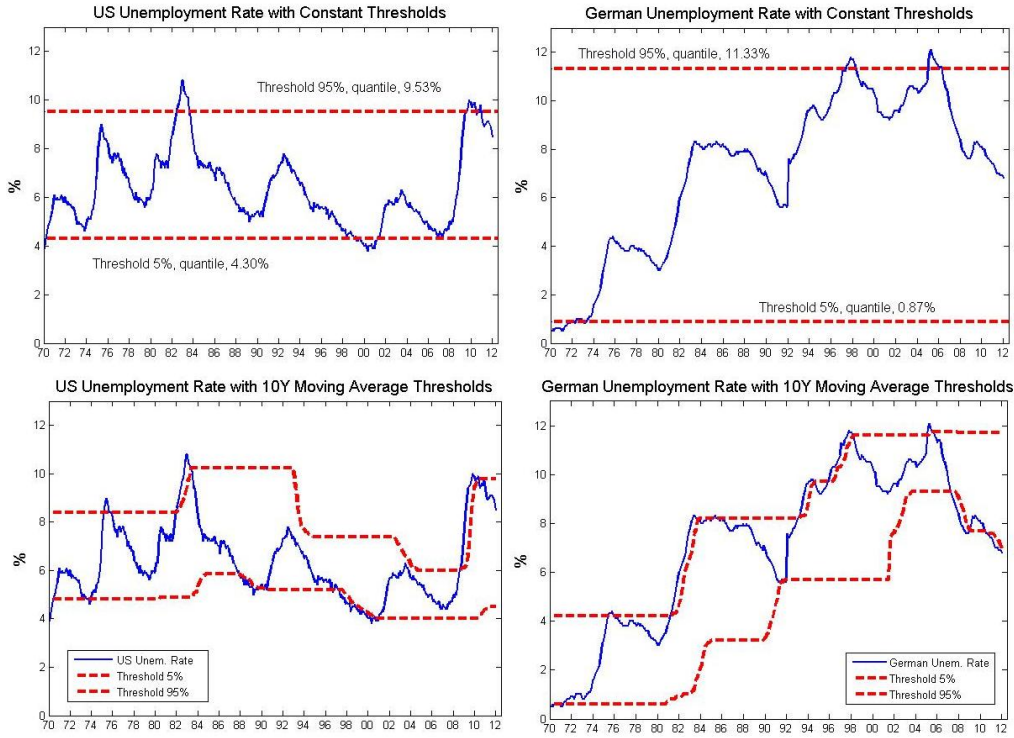 US Unemployment Rate with Constant Thresholds
%
12
10
8
6
4
2
0
Threshold 95%, quantile, 9.53%
Threshold 5%, quantile, 4.30%
70 72 74 76 78 80 82 84 86 88 90 92 94 96 98 00 02 04 06 08 10 12
German Unemployment Rate with Constant Thresholds
%
12
10
8
6
4
2
0
Threshold 95%, quantile, 11.33%
Threshold 5%, quantile, 0.87%
70 72 74 76 78 80 82 84 86 88 90 92 94 96 98 00 02 04 06 08 10 12
US Unemployment Rate with 10Y Moving Average Thresholds
%
12
10
8
6
4
2
0
US Unem. Rate
Threshold 5%
Threshold 95%
70 72 74 76 78 80 82 84 86 88 90 92 94 96 98 00 02 04 06 08 10 12
German Unemployment Rate with 10Y Moving Average Thresholds
%
12
10
8
6
4
2
0
German Unem. Rate
Threshold 5%
Threshold 95%
70 72 74 76 78 80 82 84 86 88 90 92 94 96 98 00 02 04 06 08 10 12